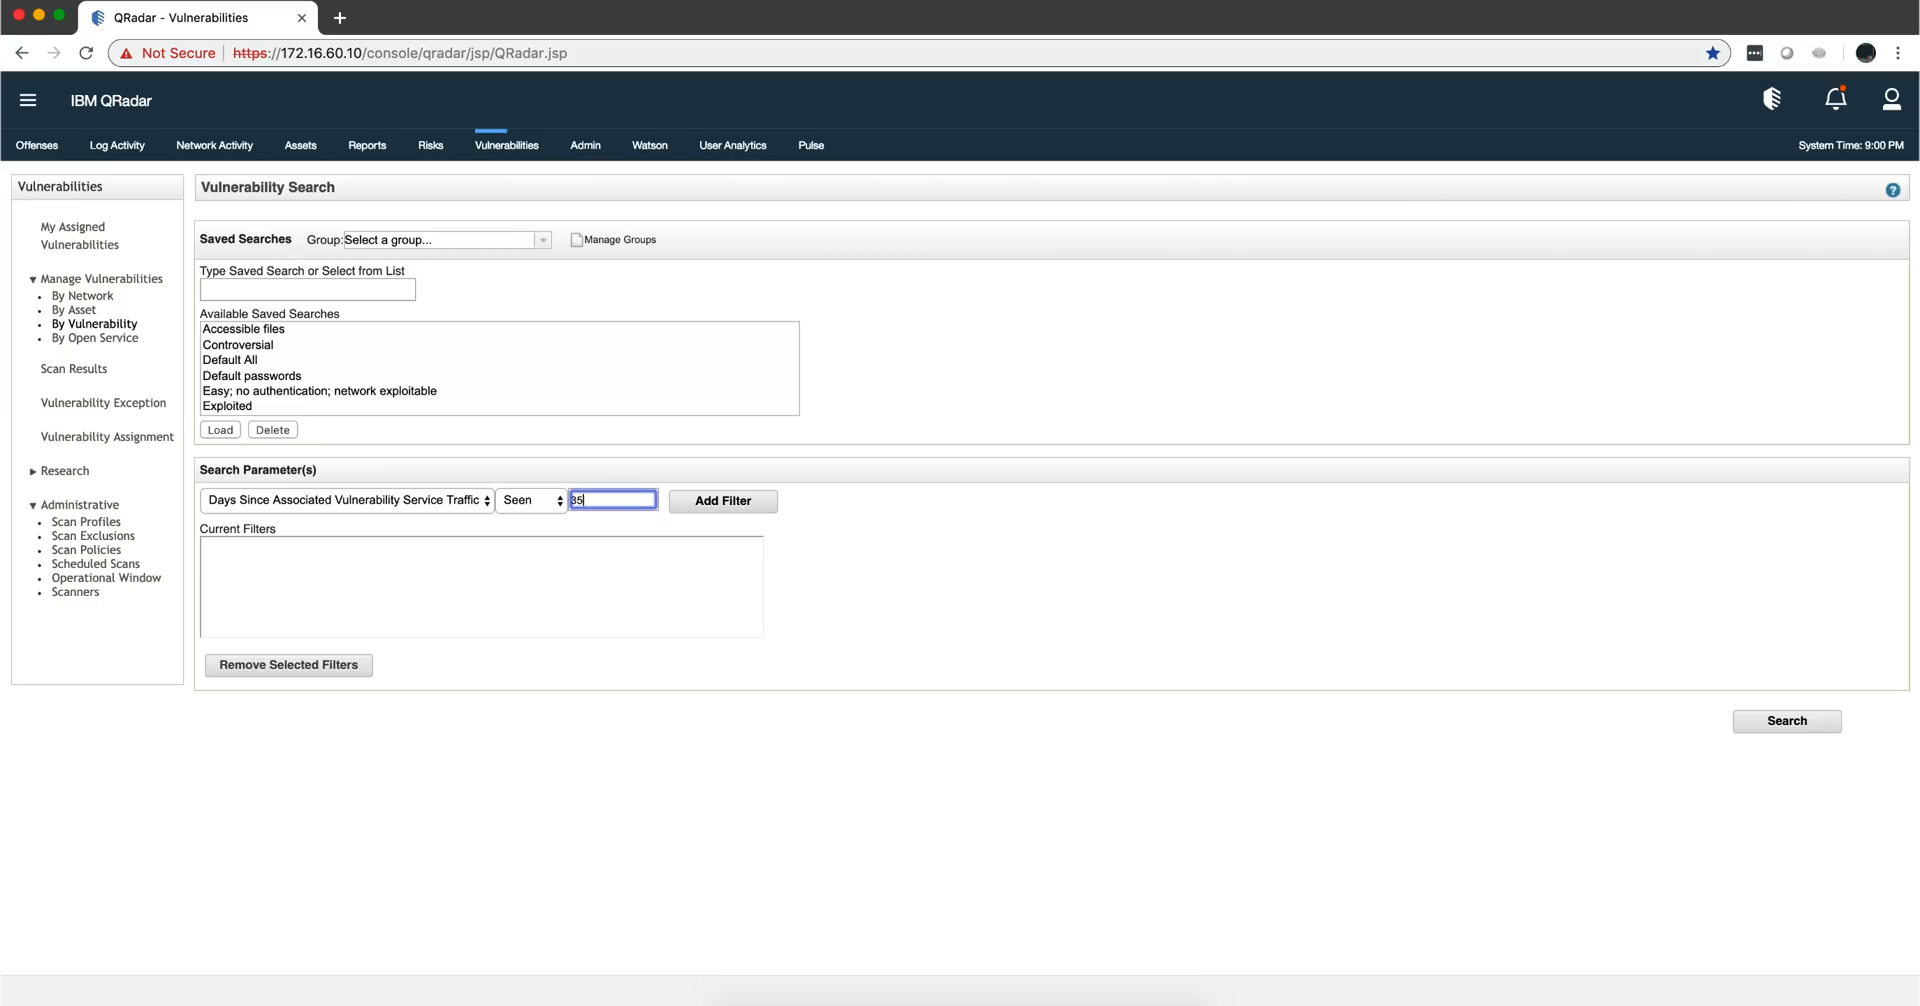 QRadar - Vulnerabilities
Not Secure | https://172.16.60.10/console/qradar/jsp/QRadar.jsp
IBM QRadar
Offenses Log Activity Network Activity Assets Reports Risks Vulnerabilities Admin Watson User Analytics Pulse System Time: 9:00 PM
Vulnerabilities
My Assigned
Vulnerabilities
Manage Vulnerabilities
By Network
By Asset
By Vulnerability
By Open Service
Scan Results
Vulnerability Exception
Vulnerability Assignment
Research
Administrative
Scan Profiles
Scan Exclusions
Scan Policies
Scheduled Scans
Operational Window
Scanners
Vulnerability Search
Saved Searches Group: Select a group... Manage Groups
Type Saved Search or Select from List
Available Saved Searches
Accessible files
Controversial
Default All
Default passwords
Easy; no authentication; network exploitable
Exploited
Load Delete
Search Parameter(s)
Days Since Associated Vulnerability Service Traffic Seen 35 Add Filter
Current Filters
Remove Selected Filters
Search